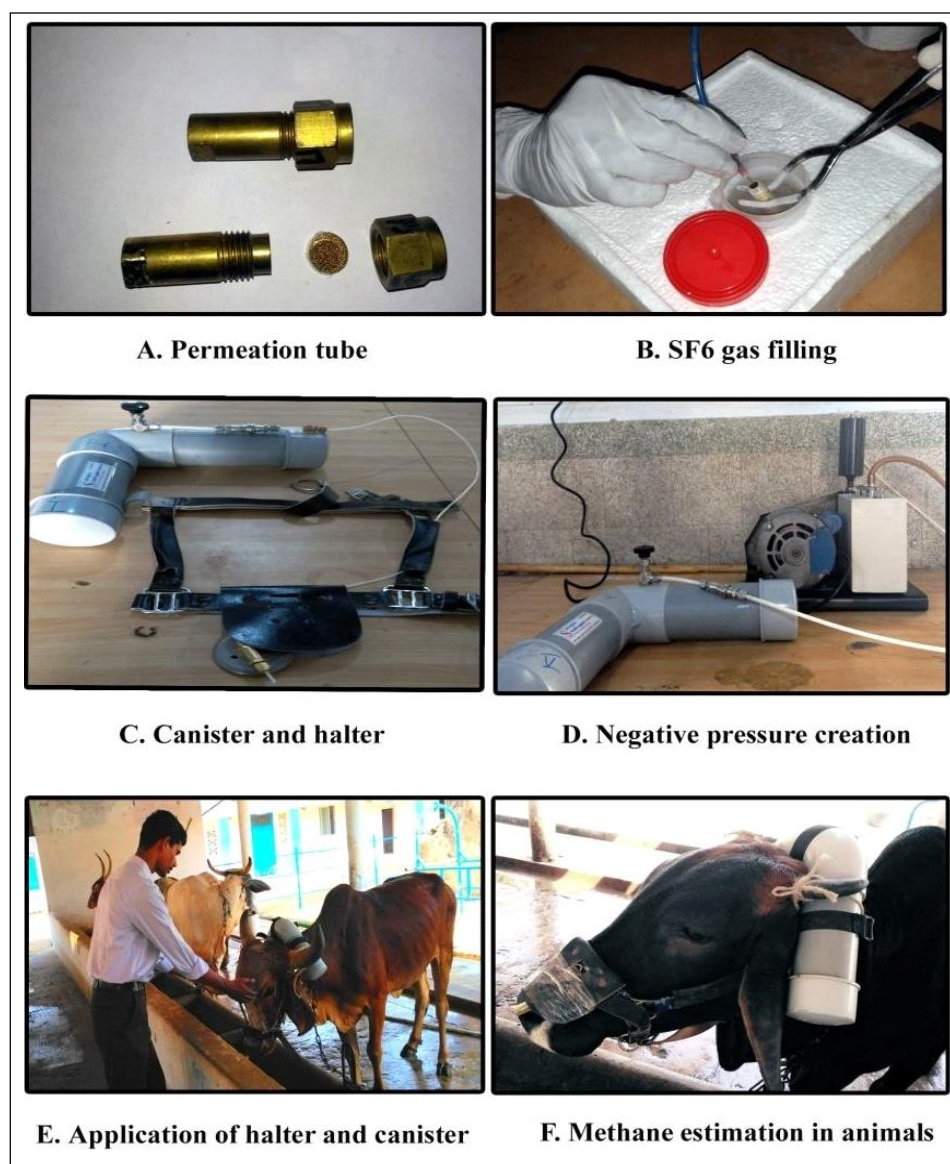 A. Permeation tube
B. SF6 gas filling
C. Canister and halter
D. Negative pressure creation
E. Application of halter and canister
F. Methane estimation in animals